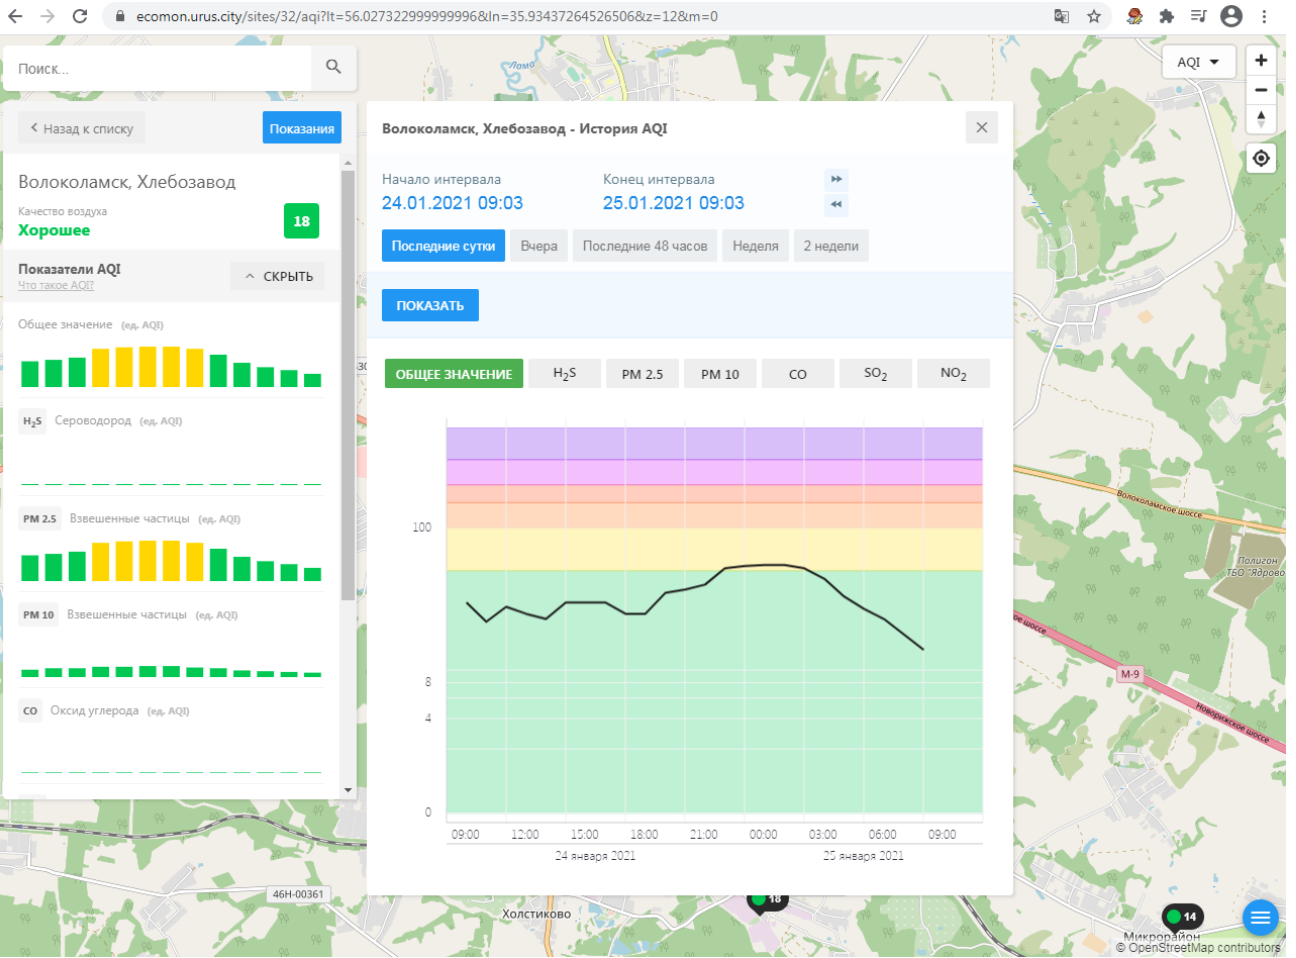 ecomon.urus.city/sites/32/aqi?lt=56.027322999999996&ln=35.93437264526506&z=12&m=0
Поиск...
AQI
Назад к списку
Показания
Волоколамск, Хлебозавод - История AQI
Волоколамск, Хлебозавод
Качество воздуха
Хорошее
18
Показатели AQI
Что такое AQI?
СКРЫТЬ
Общее значение (ед. AQI)
H2S Сероводород (ед. AQI)
PM 2.5 Взвешенные частицы (ед. AQI)
PM 10 Взвешенные частицы (ед. AQI)
CO Оксид углерода (ед. AQI)
Начало интервала
24.01.2021 09:03
Конец интервала
25.01.2021 09:03
Последние сутки
Вчера
Последние 48 часов
Неделя
2 недели
ПОКАЗАТЬ
ОБЩЕЕ ЗНАЧЕНИЕ
H2S
PM 2.5
PM 10
CO
SO2
NO2
100
8
4
0
09:00 12:00 15:00 18:00 21:00 00:00 03:00 06:00 09:00
24 января 2021
25 января 2021
Лама
Волоколамское шоссе
Полигон
ТБО "Ядрово
M-9
Новорижское шоссе
46Н-00361
Холстиково
18
14
Микрорайон
© OpenStreetMap contributors